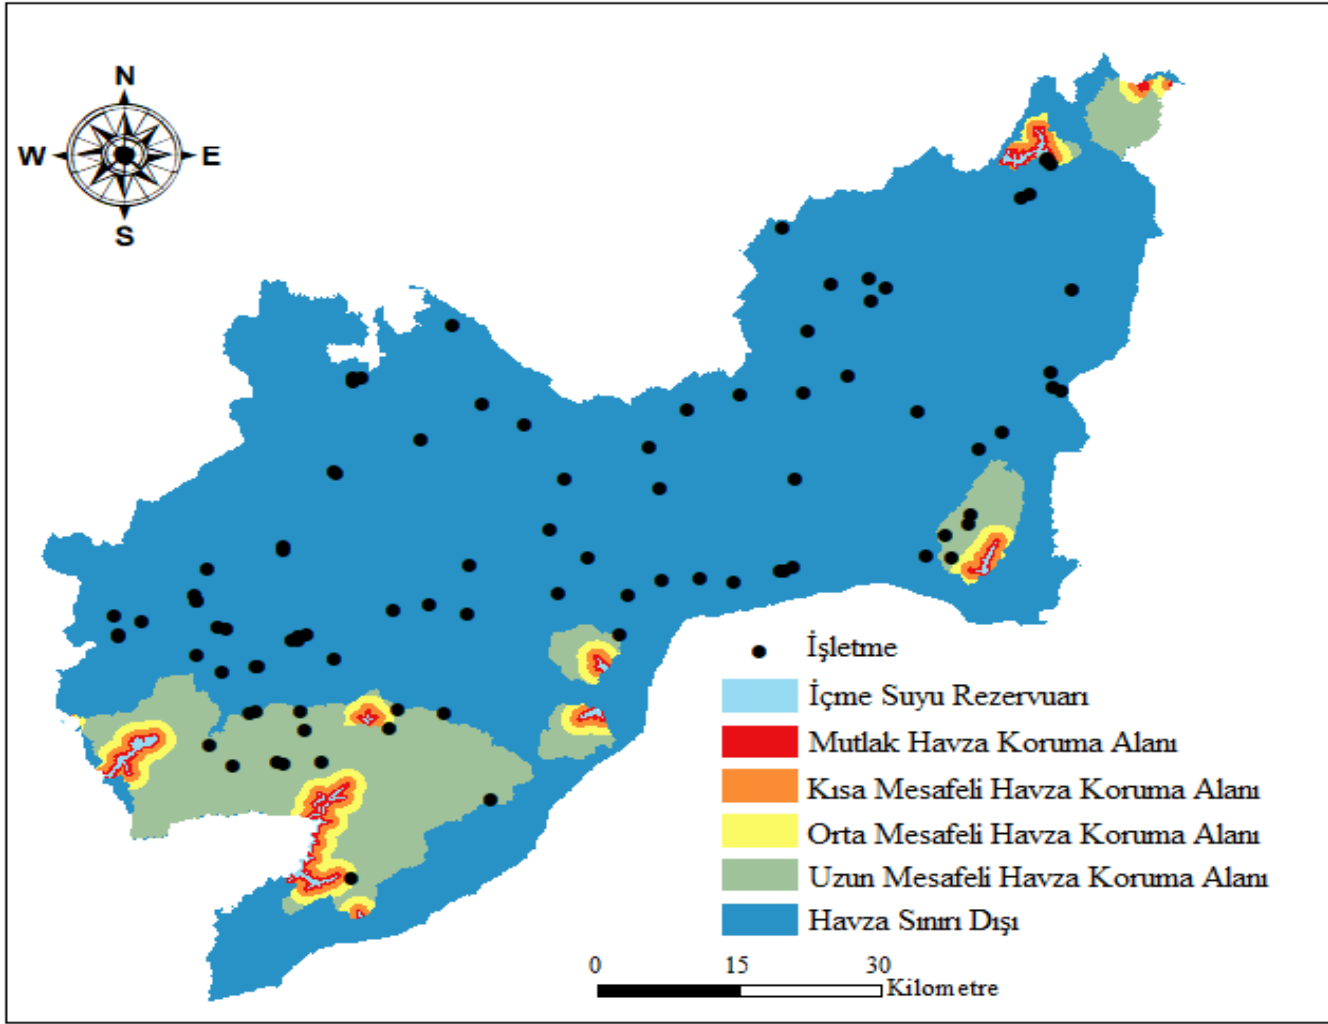 N
W
E
S
İşletme
İçme Suyu Rezervuarı
Mutlak Havza Koruma Alanı
Kısa Mesafeli Havza Koruma Alanı
Orta Mesafeli Havza Koruma Alanı
Uzun Mesafeli Havza Koruma Alanı
Havza Sınırı Dışı
0 15 30
Kilometre